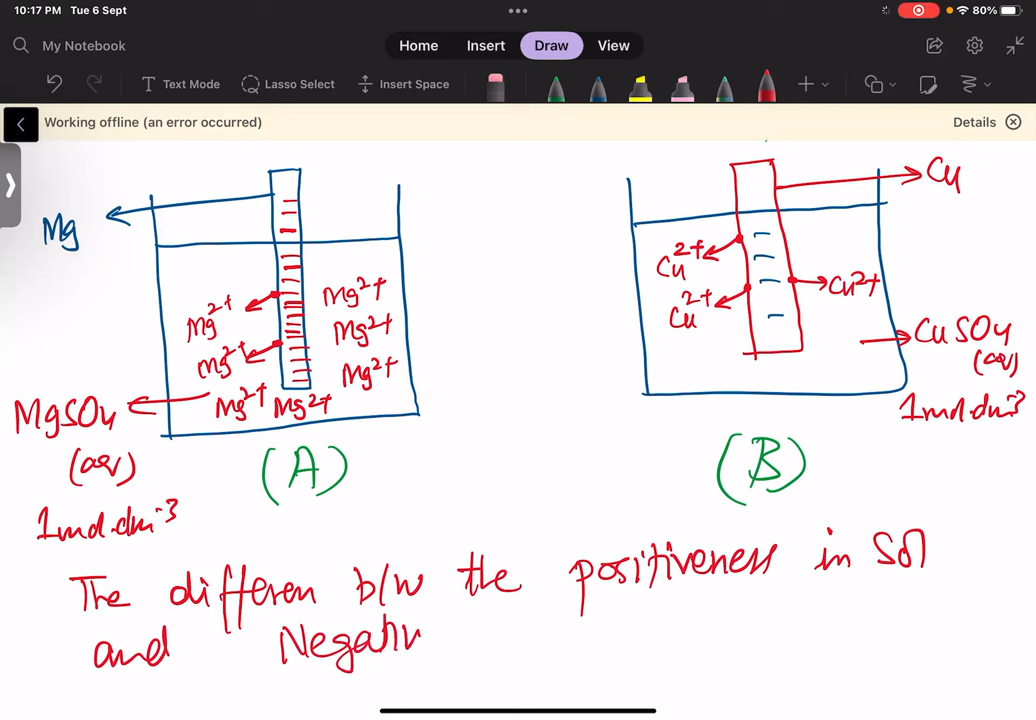 10:17 PM Tue 6 Sept
80%
My Notebook
Home Insert Draw View
Text Mode Lasso Select Insert Space
Working offline (an error occurred)
Details
Mg
Mg2+
Mg2+
Mg2+
Mg2+
Mg2+
Mg2+ Mg2+
MgSO4
(aq)
1mol.dm-3
(A)
Cu
Cu2+
Cu2+
Cu2+
CuSO4
(aq)
1mol.dm-3
(B)
The differen b/w the positiveness in Sol
and Negativ